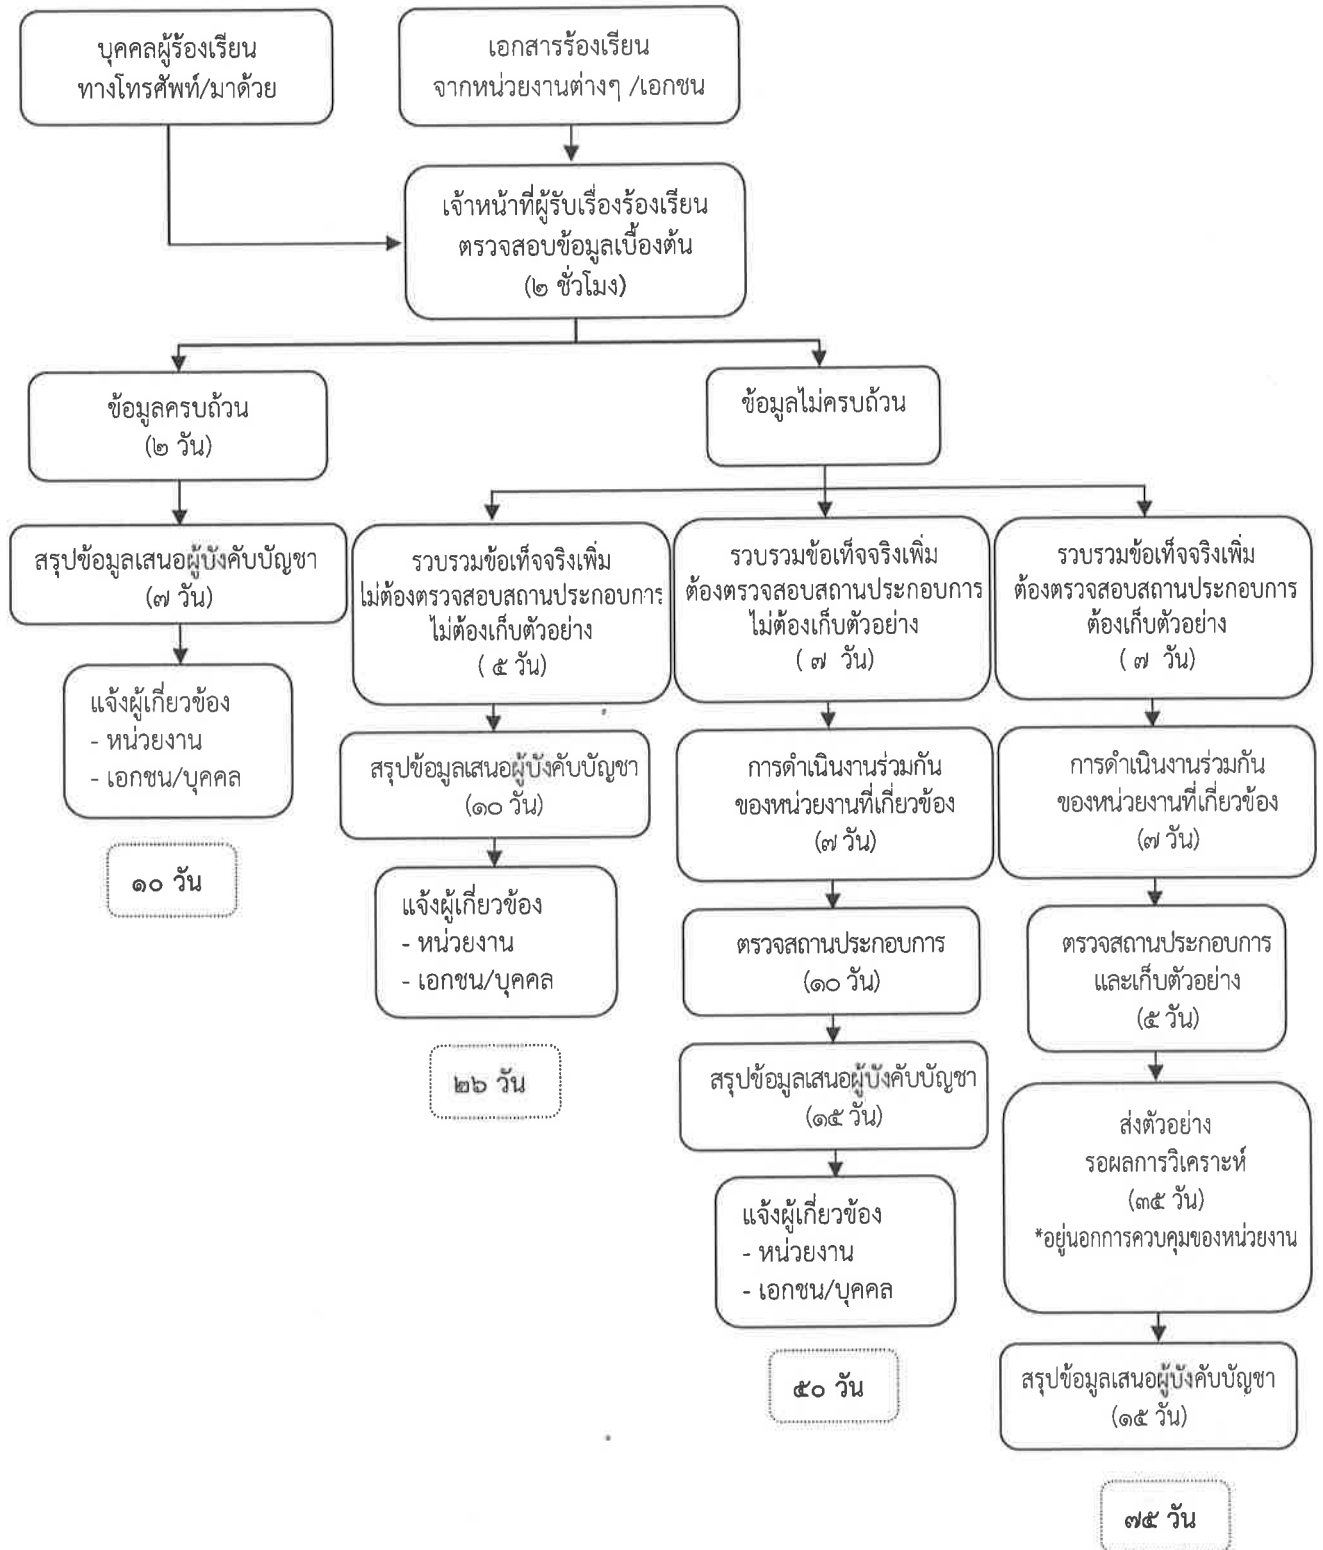 บุคคลผู้ร้องเรียน
ทางโทรศัพท์/มาด้วย
เอกสารร้องเรียน
จากหน่วยงานต่างๆ /เอกชน
เจ้าหน้าที่ผู้รับเรื่องร้องเรียน
ตรวจสอบข้อมูลเบื้องต้น
(๒ ชั่วโมง)
ข้อมูลครบถ้วน
(๒ วัน)
ข้อมูลไม่ครบถ้วน
สรุปข้อมูลเสนอผู้บังคับบัญชา
(๗ วัน)
แจ้งผู้เกี่ยวข้อง
- หน่วยงาน
- เอกชน/บุคคล
๑๐ วัน
รวบรวมข้อเท็จจริงเพิ่ม
ไม่ต้องตรวจสอบสถานประกอบการ
ไม่ต้องเก็บตัวอย่าง
( ๕ วัน)
สรุปข้อมูลเสนอผู้บังคับบัญชา
(๑๐ วัน)
แจ้งผู้เกี่ยวข้อง
- หน่วยงาน
- เอกชน/บุคคล
๒๖ วัน
รวบรวมข้อเท็จจริงเพิ่ม
ต้องตรวจสอบสถานประกอบการ
ไม่ต้องเก็บตัวอย่าง
( ๗ วัน)
การดำเนินงานร่วมกัน
ของหน่วยงานที่เกี่ยวข้อง
(๗ วัน)
ตรวจสถานประกอบการ
(๑๐ วัน)
สรุปข้อมูลเสนอผู้บังคับบัญชา
(๑๕ วัน)
แจ้งผู้เกี่ยวข้อง
- หน่วยงาน
- เอกชน/บุคคล
๕๐ วัน
รวบรวมข้อเท็จจริงเพิ่ม
ต้องตรวจสอบสถานประกอบการ
ต้องเก็บตัวอย่าง
( ๗ วัน)
การดำเนินงานร่วมกัน
ของหน่วยงานที่เกี่ยวข้อง
(๗ วัน)
ตรวจสถานประกอบการ
และเก็บตัวอย่าง
(๕ วัน)
ส่งตัวอย่าง
รอผลการวิเคราะห์
(๓๕ วัน)
*อยู่นอกการควบคุมของหน่วยงาน
สรุปข้อมูลเสนอผู้บังคับบัญชา
(๑๕ วัน)
๗๕ วัน